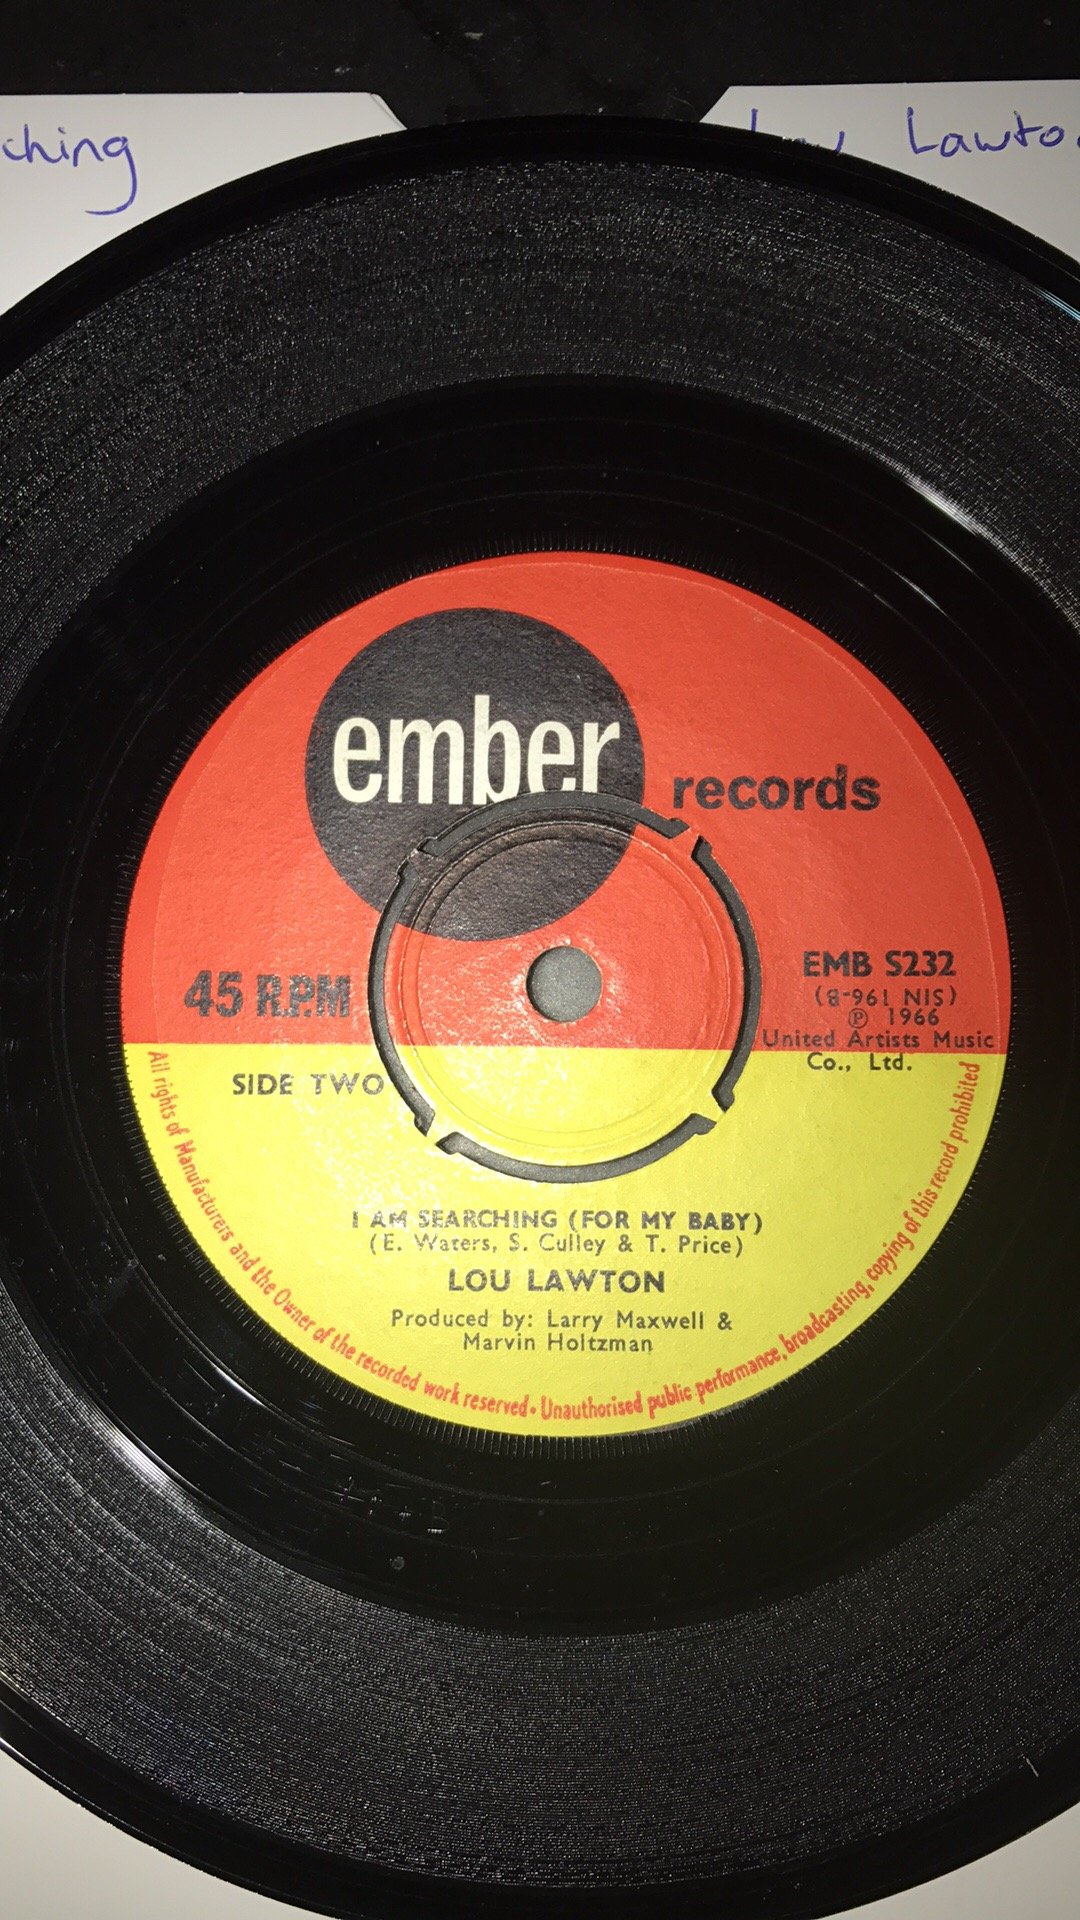 ching
Lawto
ember
records
45 R.P.M
EMB S232
(8-961 NIS)
℗ 1966
United Artists Music
Co., Ltd.
SIDE TWO
I AM SEARCHING (FOR MY BABY)
(E. Waters, S. Culley & T. Price)
LOU LAWTON
Produced by: Larry Maxwell &
Marvin Holtzman
All rights of Manufacturers and the Owner of the recorded work reserved. Unauthorised public performance, broadcasting, copying of this record prohibited